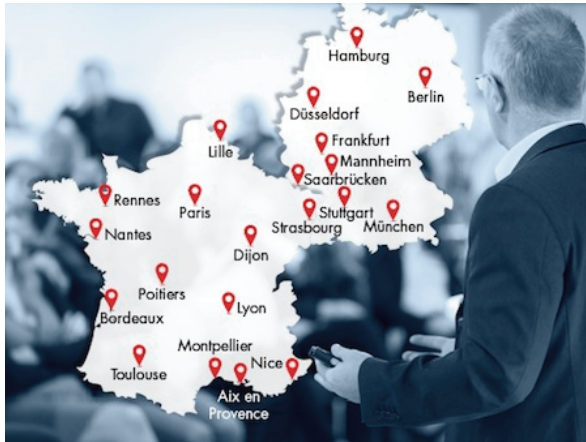 Hamburg
Berlin
Düsseldorf
Frankfurt
Mannheim
Saarbrücken
Stuttgart
Strasbourg
München
Lille
Rennes
Paris
Nantes
Dijon
Poitiers
Bordeaux
Lyon
Montpellier
Nice
Toulouse
Aix en
Provence